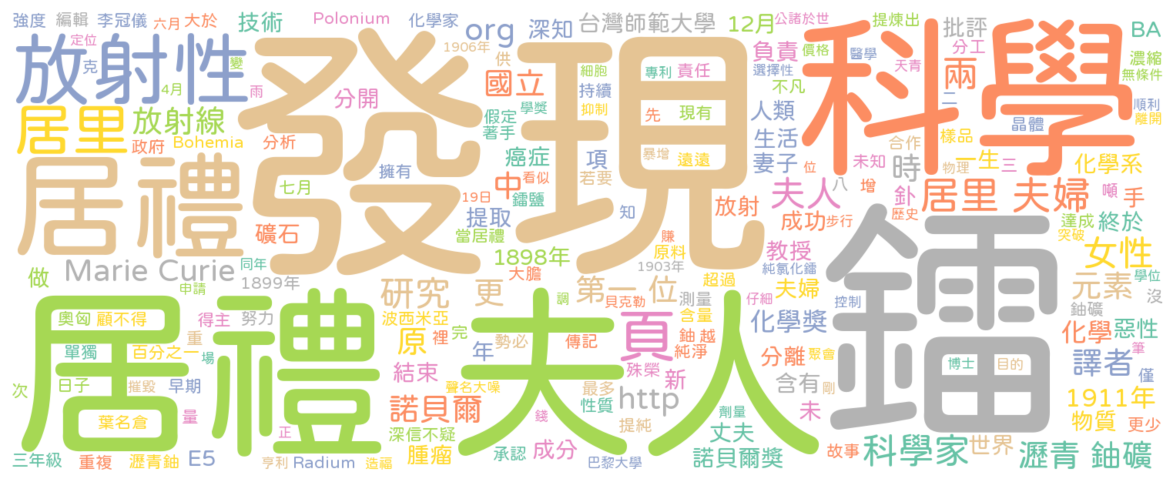 強度 編輯 李冠儀 六月 大於 技術 Polonium 化學家 org 深知 台灣師範大學 12月 公諸於世 提煉出 批評 BA
定位 克 變 1906年 供 細胞 專利 責任 負責 選擇性 價格 醫學 天青 分工 濃縮 無條件
放射性 發現 科學
4月 雨 分開 國立 學獎 持續 抑制 不凡 兩 二 順利 離開
居里 放射線 政府 Bohemia 分析 假定 著手 先 現有 人類 晶體 合作 樣品
居禮 七月 擁有 癌症 項 暴增 遠遠 生活 妻子 位 未知 時 物理 一生 三 化學系
中 看似 若要 19日 鐳鹽 知 夫人 八 增 釙 居里 夫婦 噸 手
礦石 提取 當居禮 放射 成功 步行 歷史 達成 終於
做 Marie Curie 同年 1899年 申請 1898年 大膽 賺 原料 1903年 教授 純氯化鐳 鐳 突破 女性 學位 沒
研究 更 第一 位 超過 夫婦 仔細 控制 元素 鈾礦
居禮 夫人 頁
奧匈 顧不得 得主 努力 波西米亞 調 貝克勒 測量 含量 化學獎 化學 惡性 筆
單獨 百分之一 重 場 原 裡 完 勢必 傳記 鈾 越 純淨 分離 聚會 博士 目的 譯者 僅
次 日子 摧毀 早期 年 結束 聲名大噪 最多 殊榮 新 含有 剛 1911年
葉名倉 量 諾貝爾 錢 性質 http 劑量 提純 丈夫 未 物質 更少
三年級 重複 瀝青鈾 E5 正 亨利 Radium 造福 深信不疑 腫瘤 承認 成分 巴黎大學 諾貝爾獎 故事 科學家 世界 瀝青 鈾礦